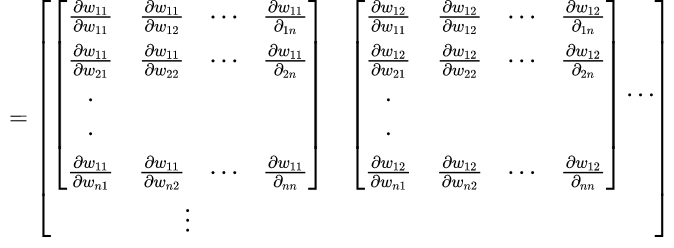 = [ [ ∂w₁₁/∂w₁₁ ∂w₁₁/∂w₁₂ ⋯ ∂w₁₁/∂₁ₙ ] [ ∂w₁₂/∂w₁₁ ∂w₁₂/∂w₁₂ ⋯ ∂w₁₂/∂₁ₙ ]
∂w₁₁/∂w₂₁ ∂w₁₁/∂w₂₂ ⋯ ∂w₁₁/∂₂ₙ ∂w₁₂/∂w₂₁ ∂w₁₂/∂w₂₂ ⋯ ∂w₁₂/∂₂ₙ
. . ⋯
. .
∂w₁₁/∂wₙ₁ ∂w₁₁/∂wₙ₂ ⋯ ∂w₁₁/∂ₙₙ ∂w₁₂/∂wₙ₁ ∂w₁₂/∂wₙ₂ ⋯ ∂w₁₂/∂ₙₙ
⋮ ]